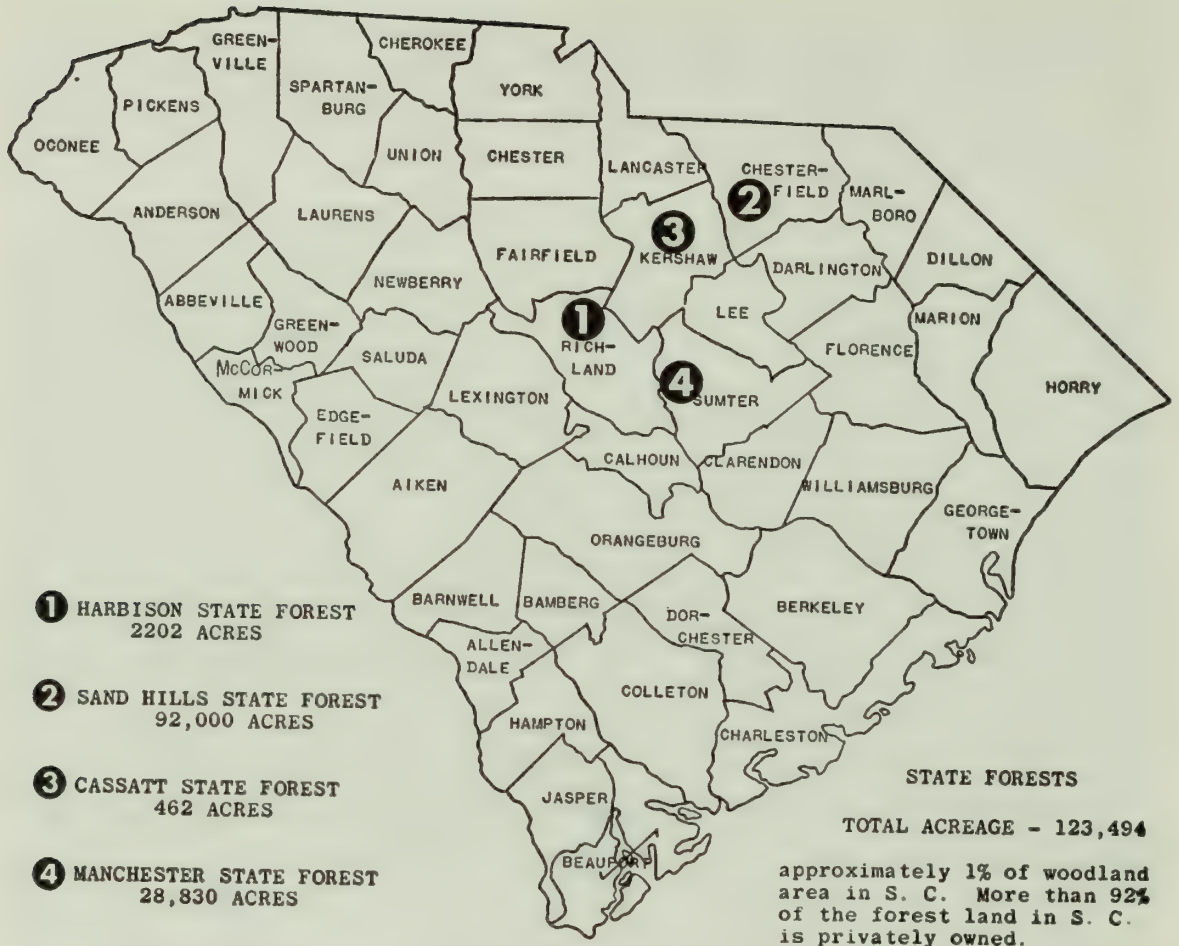 GREEN-
VILLE
CHEROKEE
SPARTAN-
BURG
YORK
PICKENS
OCONEE
UNION
CHESTER
LANCASTER
CHESTER-
FIELD
MARL-
BORO
2
ANDERSON
LAURENS
3
KERSHAW
FAIRFIELD
DARLINGTON
DILLON
NEWBERRY
ABBEVILLE
GREEN-
WOOD
1
RICH-
LAND
LEE
MARION
FLORENCE
SALUDA
McCOR-
MICK
4
SUMTER
HORRY
LEXINGTON
EDGE-
FIELD
CALHOUN
CLARENDON
AIKEN
WILLIAMSBURG
GEORGE-
TOWN
ORANGEBURG
BARNWELL
BAMBERG
DOR-
CHESTER
BERKELEY
ALLEN-
DALE
COLLETON
HAMPTON
CHARLESTON
JASPER
BEAUFORT
1 HARBISON STATE FOREST
2202 ACRES
2 SAND HILLS STATE FOREST
92,000 ACRES
3 CASSATT STATE FOREST
462 ACRES
4 MANCHESTER STATE FOREST
28,830 ACRES
STATE FORESTS
TOTAL ACREAGE - 123,494
approximately 1% of woodland
area in S. C. More than 92%
of the forest land in S. C.
is privately owned.